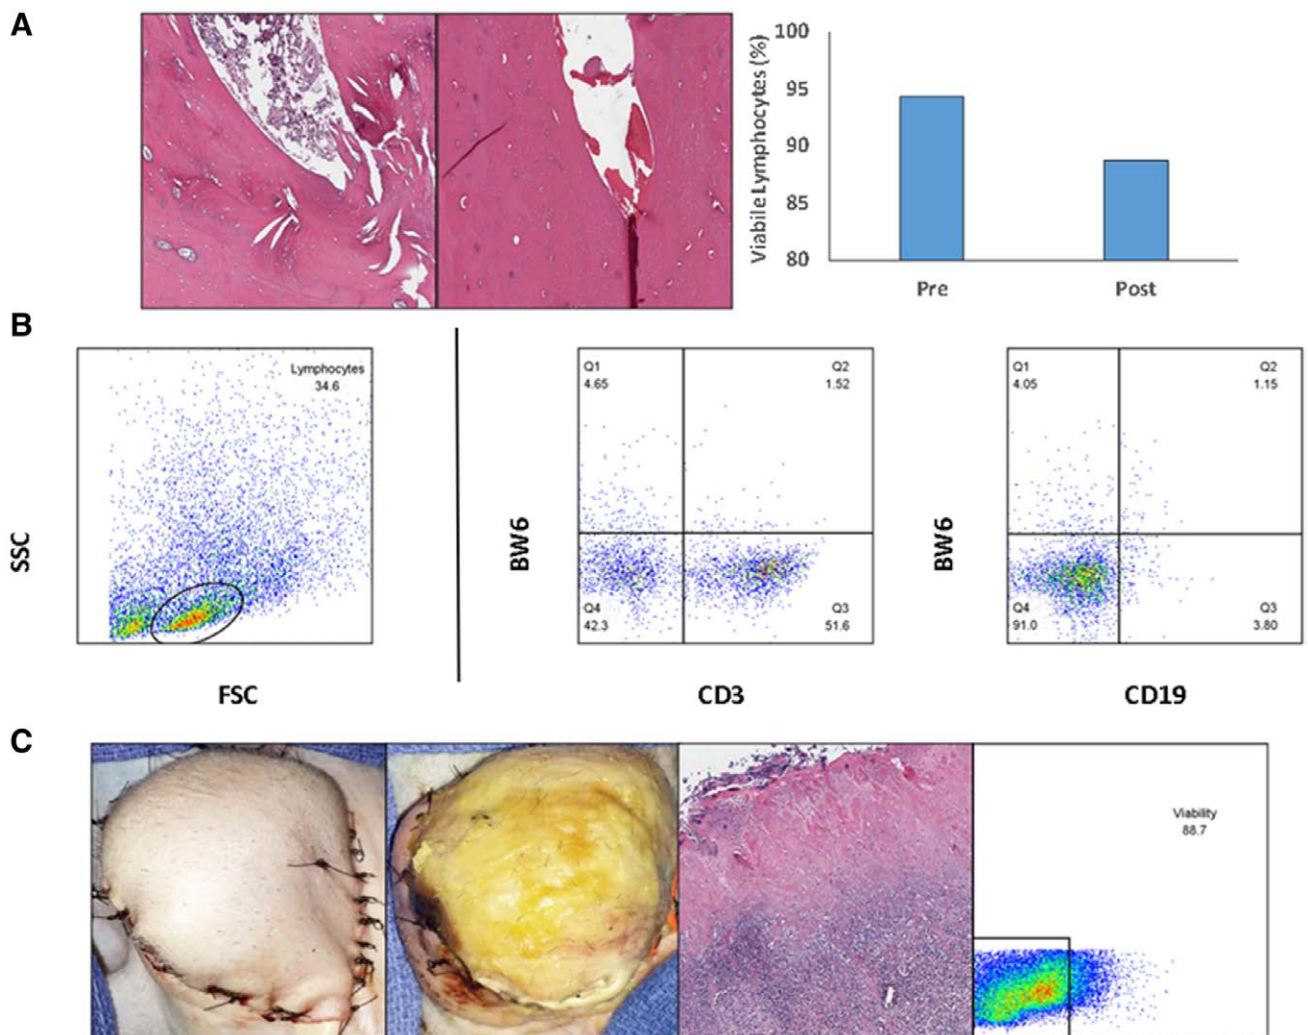 A
Viabile Lymphocytes (%)
100
95
90
85
80
Pre
Post
B
SSC
Lymphocytes
34.6
FSC
BW6
Q1
4.65
Q2
1.52
Q4
42.3
Q3
51.6
CD3
BW6
Q1
4.05
Q2
1.15
Q4
91.0
Q3
3.80
CD19
C
Viability
88.7